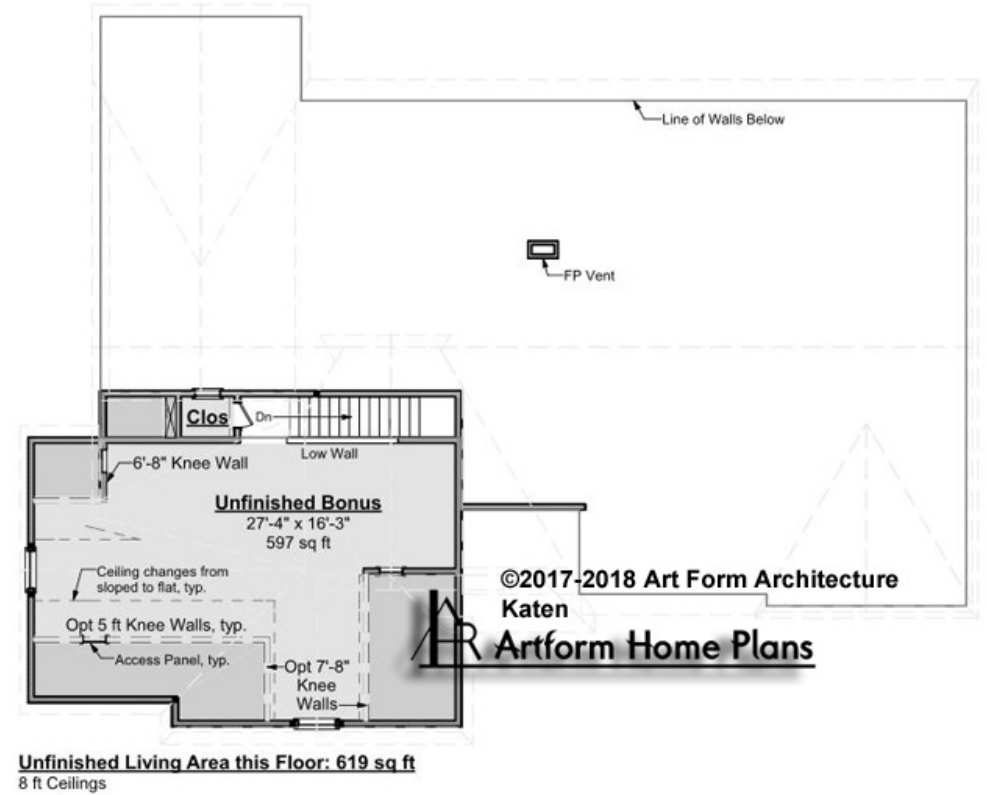 Line of Walls Below
FP Vent
Clos
Dn
Low Wall
6'-8" Knee Wall
Unfinished Bonus
27'-4" x 16'-3"
597 sq ft
Ceiling changes from
sloped to flat, typ.
Opt 5 ft Knee Walls, typ.
Access Panel, typ.
Opt 7'-8"
Knee
Walls
©2017-2018 Art Form Architecture
Katen
AHR Artform Home Plans
Unfinished Living Area this Floor: 619 sq ft
8 ft Ceilings